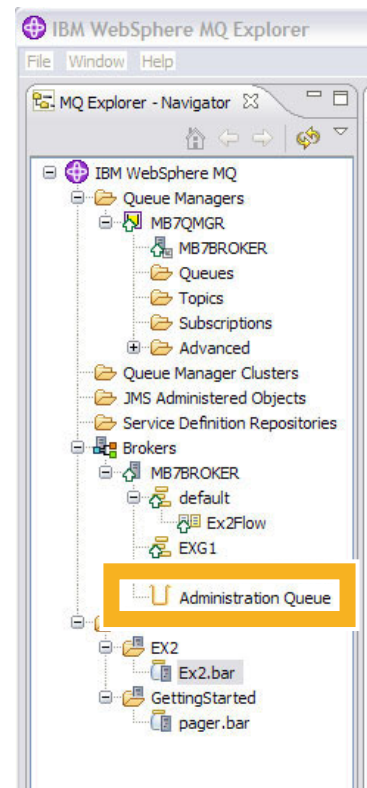 IBM WebSphere MQ Explorer
File Window Help
MQ Explorer - Navigator
IBM WebSphere MQ
Queue Managers
MB7QMGR
MB7BROKER
Queues
Topics
Subscriptions
Advanced
Queue Manager Clusters
JMS Administered Objects
Service Definition Repositories
Brokers
MB7BROKER
default
Ex2Flow
EXG1
Administration Queue
EX2
Ex2.bar
GettingStarted
pager.bar